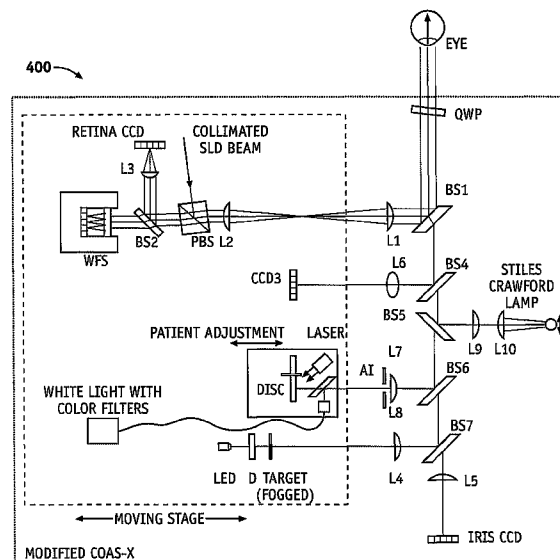 EYE
400
QWP
RETINA CCD
COLLIMATED
SLD BEAM
L3
BS1
WFS
BS2
PBS
L2
L1
L6
BS4
CCD3
STILES
CRAWFORD
LAMP
BS5
PATIENT ADJUSTMENT
LASER
L7
L9
L10
AI
BS6
DISC
WHITE LIGHT WITH
COLOR FILTERS
L8
BS7
LED D TARGET
(FOGGED)
L4
L5
MOVING STAGE
IRIS CCD
MODIFIED COAS-X